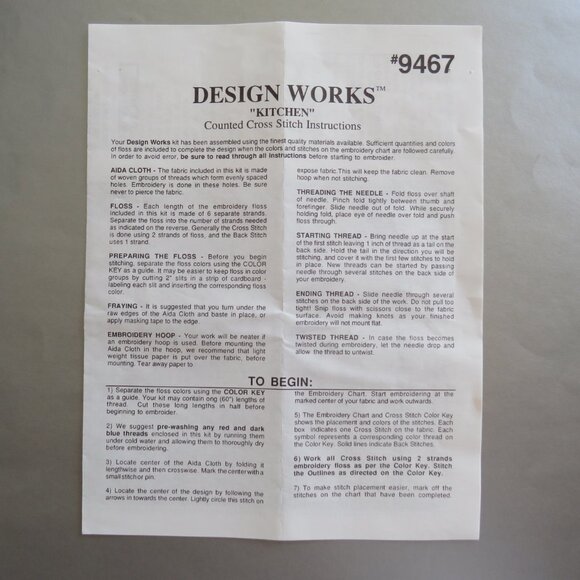 #9467
DESIGN WORKS™
"KITCHEN"
Counted Cross Stitch Instructions
Your Design Works kit has been assembled using the finest quality materials available. Sufficient quantities and colors
of floss are included to complete the design when the colors and stitches on the embroidery chart are followed carefully.
In order to avoid error, be sure to read through all instructions before starting to embroider.
AIDA CLOTH - The fabric included in this kit is made
of woven groups of threads which form evenly spaced
holes. Embroidery is done in these holes. Be sure
never to pierce the fabric.
FLOSS - Each length of the embroidery floss
included in this kit is made of 6 separate strands.
Separate the floss into the number of strands needed
as indicated on the reverse. Generally the Cross Stitch
is done using 2 strands of floss, and the Back Stitch
uses 1 strand.
PREPARING THE FLOSS - Before you begin
stitching, separate the floss colors using the COLOR
KEY as a guide. It may be easier to keep floss in color
groups by cutting 2" slits in a strip of cardboard -
labeling each slit and inserting the corresponding floss
color.
FRAYING - It is suggested that you turn under the
raw edges of the Aida Cloth and baste in place, or
apply masking tape to the edge.
EMBROIDERY HOOP - Your work will be neater if
an embroidery hoop is used. Before mounting the
Aida Cloth in the hoop, we recommend that light
weight tissue paper is put over the fabric, before
mounting. Tear away paper to
expose fabric.This will keep the fabric clean. Remove
hoop when not stitching.
THREADING THE NEEDLE - Fold floss over shaft
of needle. Pinch fold tightly between thumb and
forefinger. Slide needle out of fold. While securely
holding fold, place eye of needle over fold and push
floss through.
STARTING THREAD - Bring needle up at the start
of the first stitch leaving 1 inch of thread as a tail on the
back side. Hold the tail in the direction you will be
stitching, and cover it with the first few stitches to hold
in place. New threads can be started by passing
needle through several stitches on the back side of
your embroidery.
ENDING THREAD - Slide needle through several
stitches on the back side of the work. Do not pull too
tight! Snip floss with scissors close to the fabric
surface. Avoid making knots as your finished
embroidery will not mount flat.
TWISTED THREAD - In case the floss becomes
twisted during embroidery, let the needle drop and
allow the thread to untwist.
TO BEGIN:
1) Separate the floss colors using the COLOR KEY
as a guide. Your kit may contain long (60") lengths of
thread. Cut these long lengths in half before
beginning to embroider.
2) We suggest pre-washing any red and dark
blue threads enclosed in this kit by running them
under cold water and allowing them to thoroughly dry
before embroidering.
3) Locate center of the Aida Cloth by folding it
lengthwise and then crosswise. Mark the center with a
small stitch or pin.
4) Locate the center of the design by following the
arrows in towards the center. Lightly circle this stitch on
the Embroidery Chart. Start embroidering at the
marked center of your fabric and work outwards.
5) The Embroidery Chart and Cross Stitch Color Key
shows the placement and colors of the stitches. Each
box indicates one Cross Stitch on the fabric. Each
symbol represents a corresponding color thread on
the Color Key. Solid lines indicate Back Stitches.
6) Work all Cross Stitch using 2 strands
embroidery floss as per the Color Key. Stitch
the Outlines as directed on the Color Key.
7) To make stitch placement easier, mark off the
stitches on the chart that have been completed.